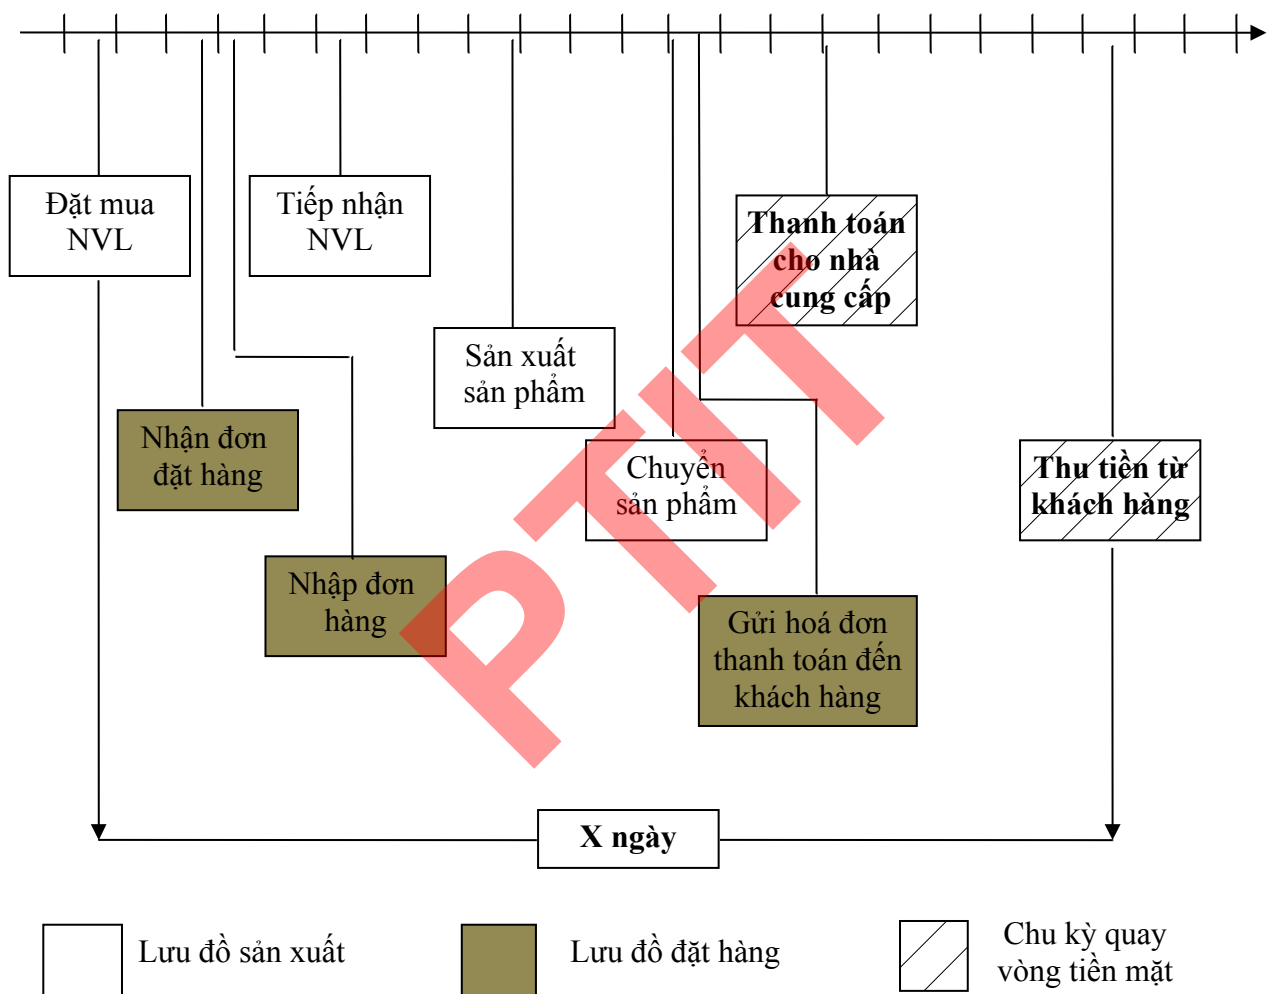 Đặt mua
NVL
Tiếp nhận
NVL
Thanh toán
cho nhà
cung cấp
Sản xuất
sản phẩm
Nhận đơn
đặt hàng
Chuyển
sản phẩm
Thu tiền từ
khách hàng
Nhập đơn
hàng
Gửi hoá đơn
thanh toán đến
khách hàng
PTIT
X ngày
Lưu đồ sản xuất
Lưu đồ đặt hàng
Chu kỳ quay
vòng tiền mặt